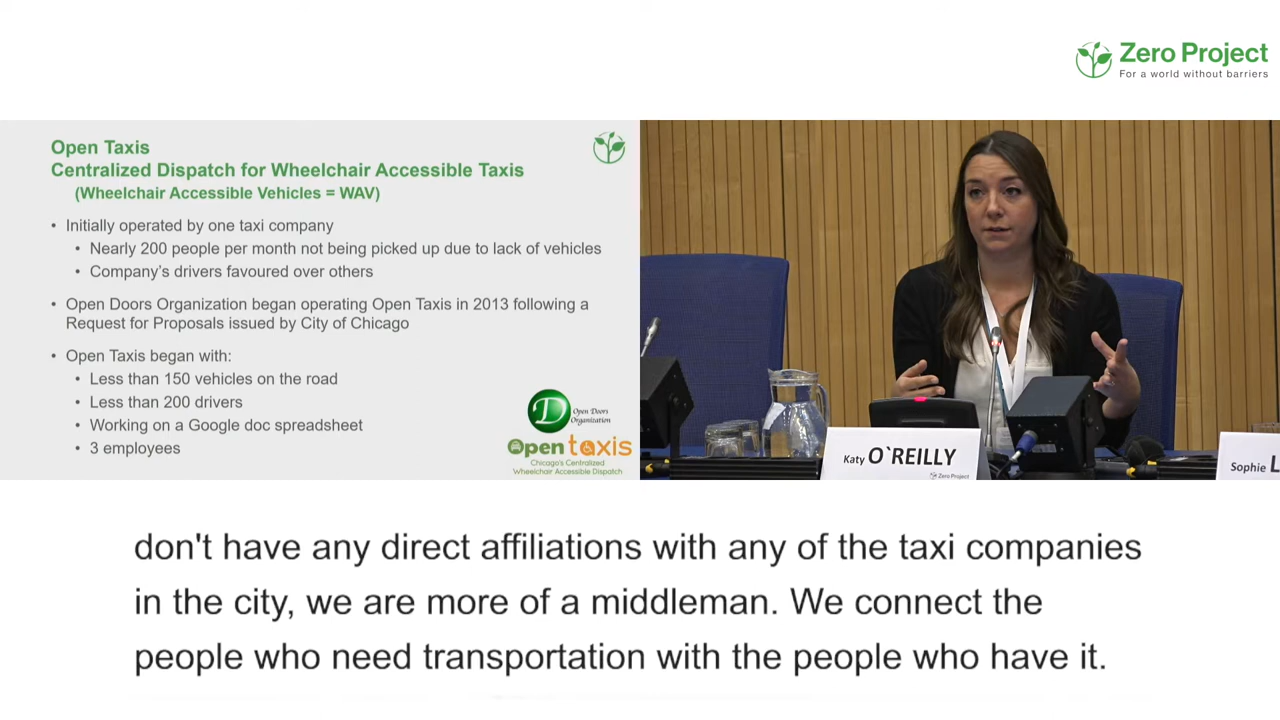 Zero Project
For a world without barriers
Open Taxis
Centralized Dispatch for Wheelchair Accessible Taxis
(Wheelchair Accessible Vehicles = WAV)
• Initially operated by one taxi company
• Nearly 200 people per month not being picked up due to lack of vehicles
• Company's drivers favoured over others
• Open Doors Organization began operating Open Taxis in 2013 following a
Request for Proposals issued by City of Chicago
• Open Taxis began with:
• Less than 150 vehicles on the road
• Less than 200 drivers
• Working on a Google doc spreadsheet
• 3 employees
Open Doors
Organization
Open taxis
Chicago's Centralized
Wheelchair Accessible Dispatch
Katy O`REILLY
Zero Project
Sophie L
don't have any direct affiliations with any of the taxi companies
in the city, we are more of a middleman. We connect the
people who need transportation with the people who have it.